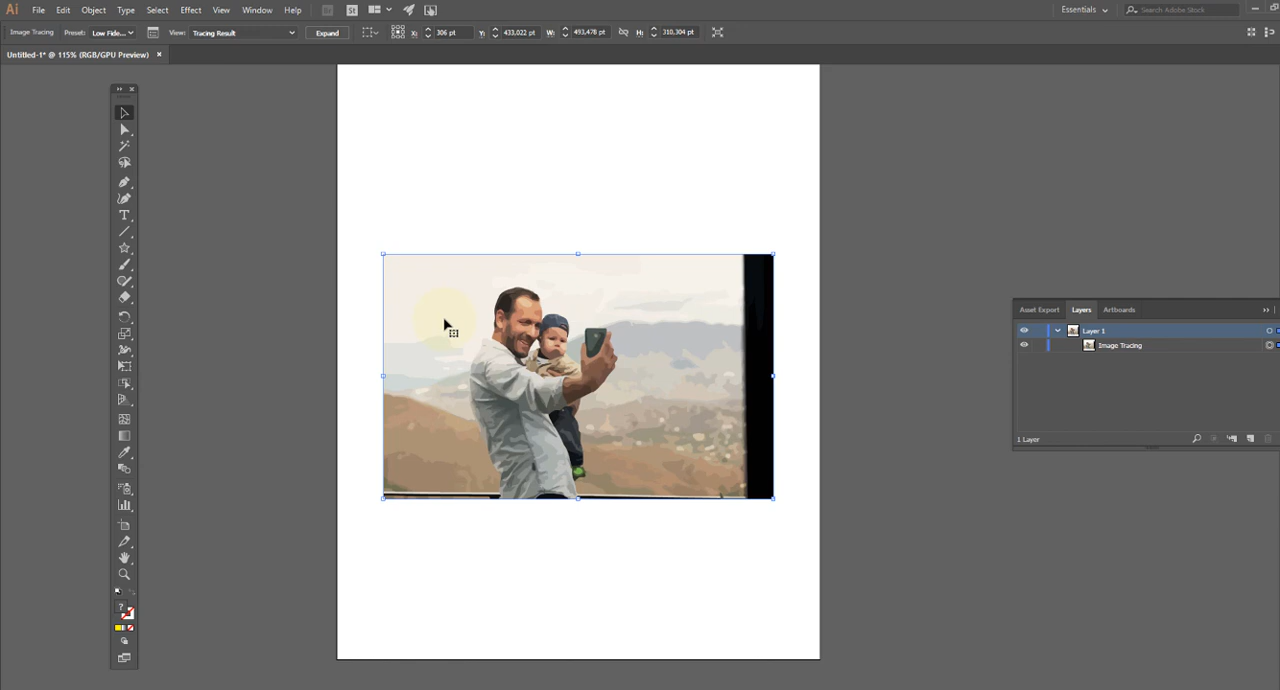 Ai File Edit Object Type Select Effect View Window Help Br St Essentials Search Adobe Stock
Image Tracing Preset: Low Fide... View: Tracing Result Expand X: 306 pt Y: 433,022 pt W: 493,478 pt H: 310,304 pt
Untitled-1* @ 115% (RGB/GPU Preview)
Asset Export Layers Artboards
Layer 1
Image Tracing
1 Layer